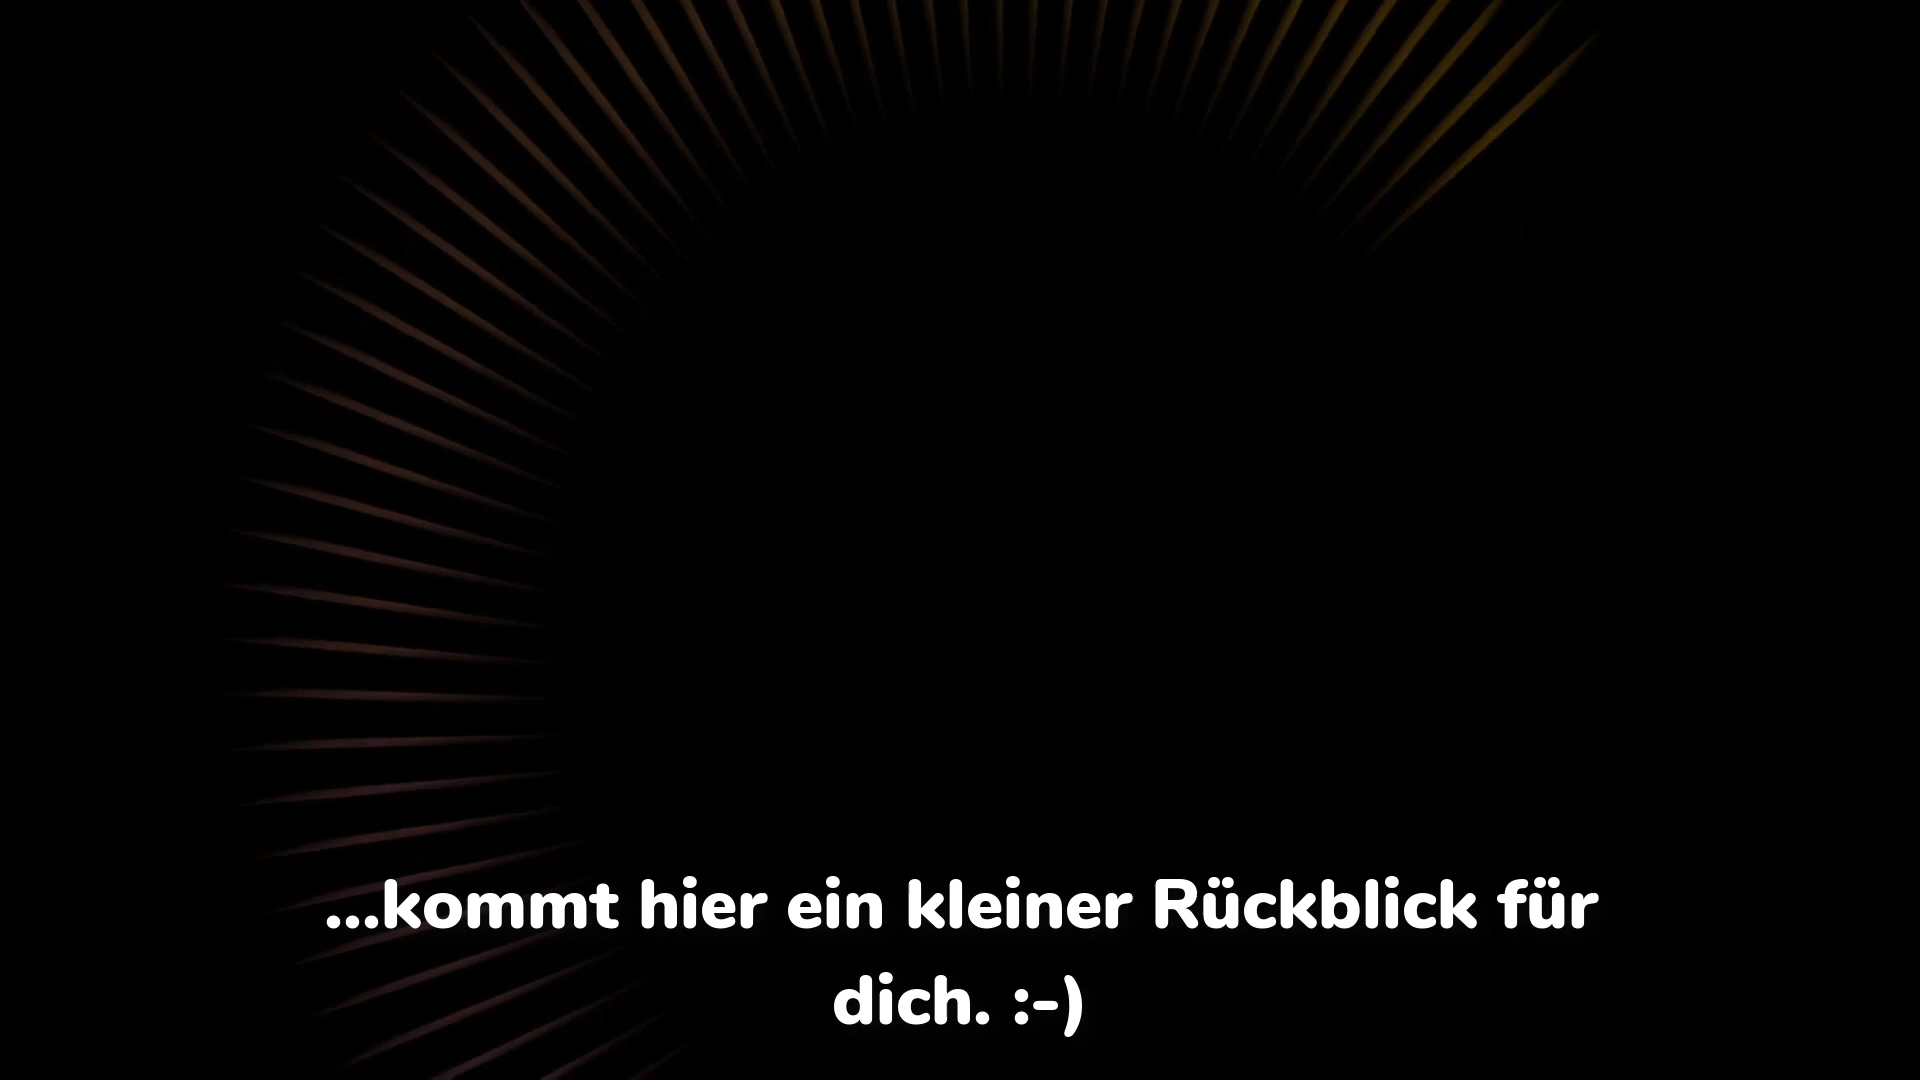 ...kommt hier ein kleiner Rückblick für
dich. :-)